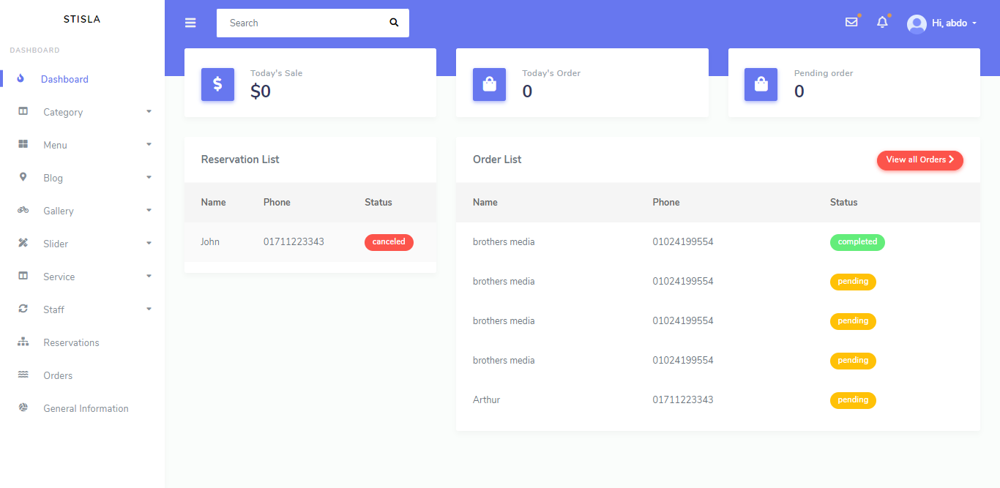 STISLA
DASHBOARD
Dashboard
Category
Menu
Blog
Gallery
Slider
Service
Staff
Reservations
Orders
General Information
Search
Hi, abdo
Today's Sale
$0
Today's Order
0
Pending order
0
Reservation List
Name Phone Status
John 01711223343 canceled
Order List
View all Orders
Name Phone Status
brothers media 01024199554 completed
brothers media 01024199554 pending
brothers media 01024199554 pending
brothers media 01024199554 pending
Arthur 01711223343 pending